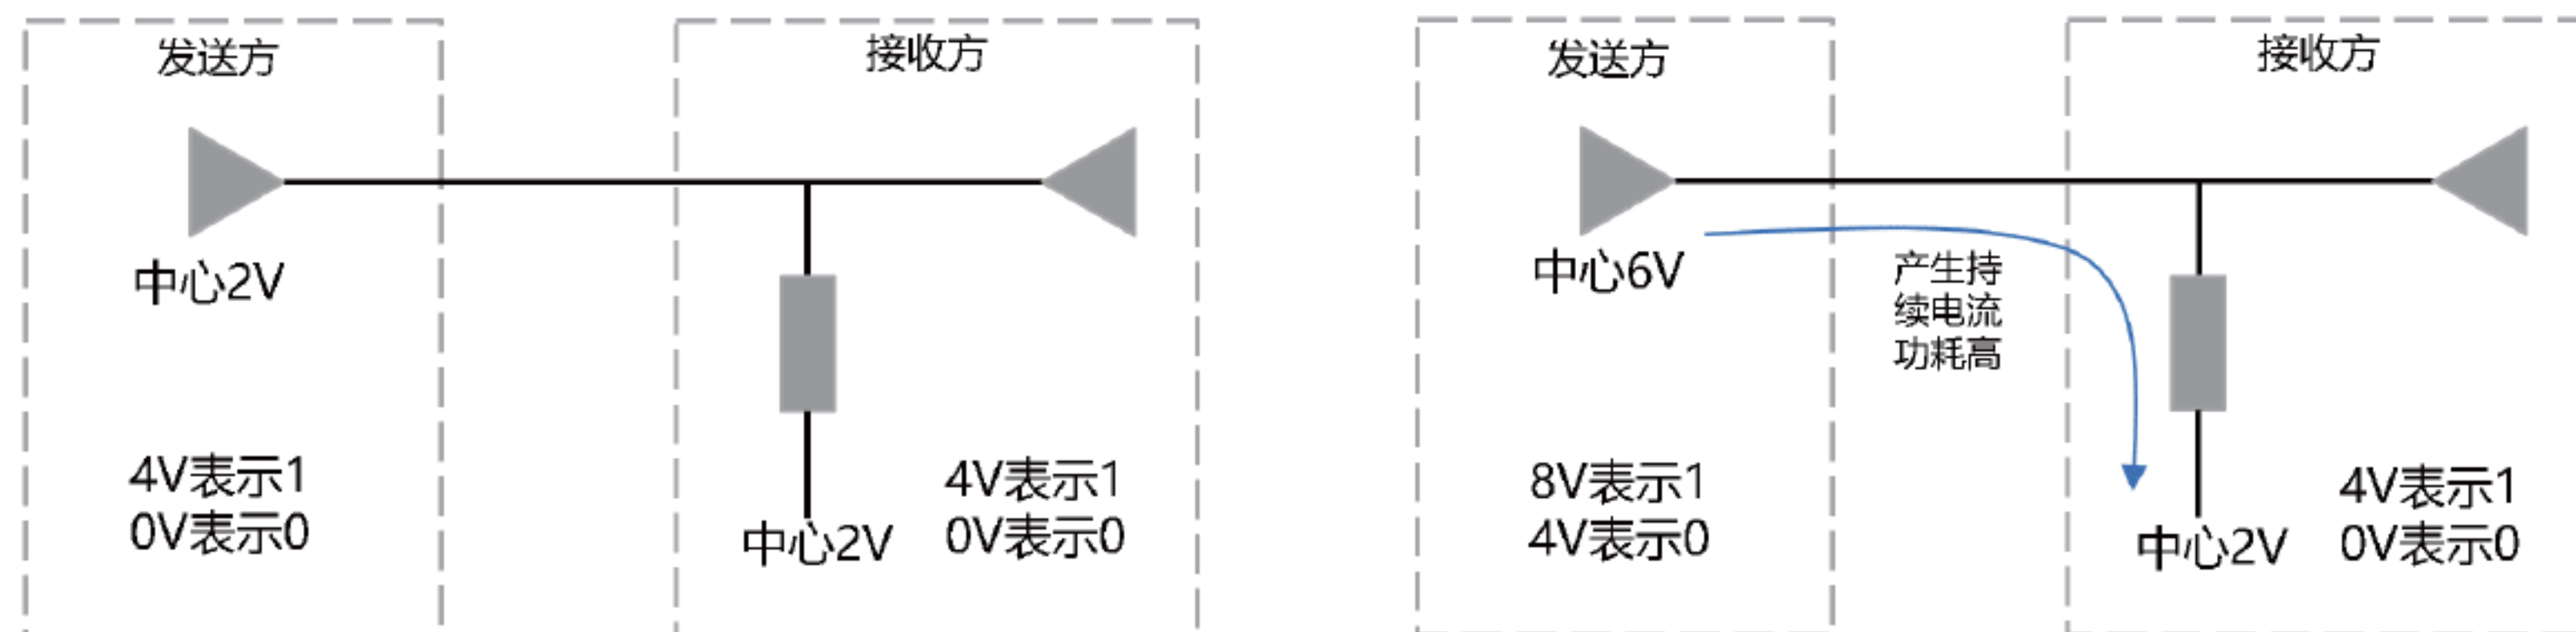 发送方
接收方
中心2V
4V表示1
0V表示0
中心2V
4V表示1
0V表示0
发送方
接收方
中心6V
产生持
续电流
功耗高
8V表示1
4V表示0
中心2V
4V表示1
0V表示0